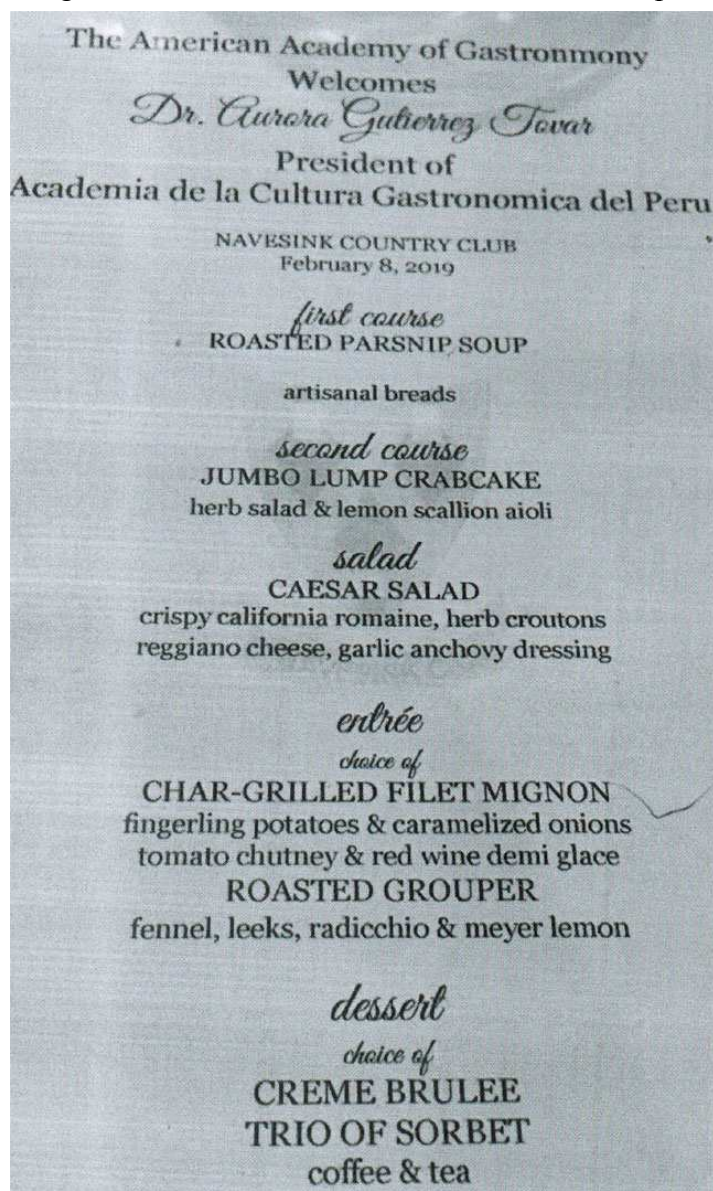 The American Academy of Gastronmony
Welcomes
Dr. Aurora Gutierrez Tovar
President of
Academia de la Cultura Gastronomica del Peru
NAVESINK COUNTRY CLUB
February 8, 2019
first course
ROASTED PARSNIP SOUP
artisanal breads
second course
JUMBO LUMP CRABCAKE
herb salad & lemon scallion aioli
salad
CAESAR SALAD
crispy california romaine, herb croutons
reggiano cheese, garlic anchovy dressing
entrée
choice of
CHAR-GRILLED FILET MIGNON
fingerling potatoes & caramelized onions
tomato chutney & red wine demi glace
ROASTED GROUPER
fennel, leeks, radicchio & meyer lemon
dessert
choice of
CREME BRULEE
TRIO OF SORBET
coffee & tea